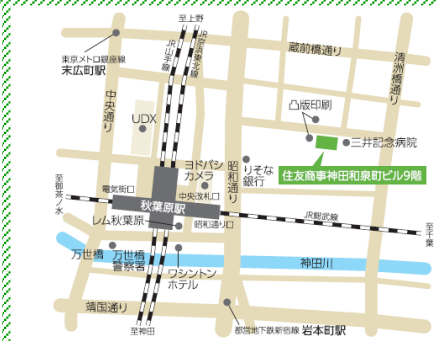 至上野
JR京浜東北線
JR山手線
蔵前橋通り
東京メトロ銀座線
末広町駅
清洲橋通り
中央通り
凸版印刷
UDX
昭和通り
三井記念病院
ヨドバシ
カメラ
りそな
銀行
住友商事神田和泉町ビル9階
至御茶ノ水
電気街口
中央改札口
秋葉原駅
JR総武線
レム秋葉原
昭和通り口
至千葉
万世橋
万世橋
警察署
ワシントン
ホテル
神田川
靖国通り
至神田
都営地下鉄新宿線 岩本町駅